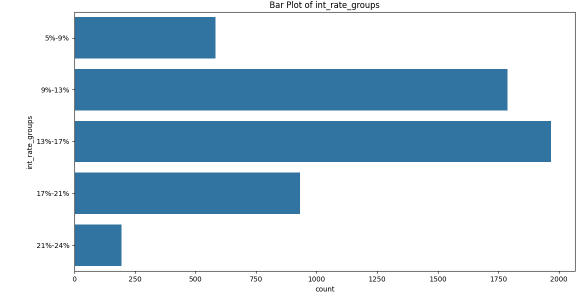 Bar Plot of int_rate_groups
5%-9%
9%-13%
13%-17%
17%-21%
21%-24%
int_rate_groups
0 250 500 750 1000 1250 1500 1750 2000
count